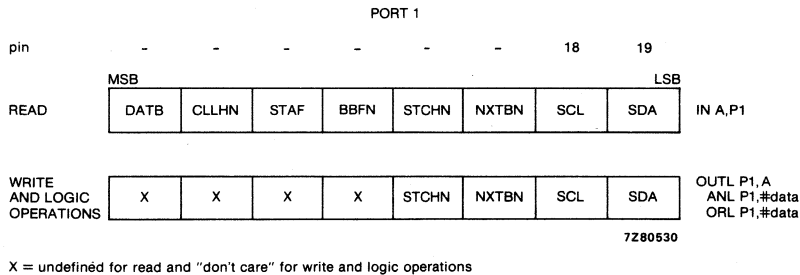 PORT 1
pin - - - - - - 18 19
MSB LSB
READ DATB CLLHN STAF BBFN STCHN NXTBN SCL SDA IN A,P1
WRITE OUTL P1,A
AND LOGIC X X X X STCHN NXTBN SCL SDA ANL P1,#data
OPERATIONS ORL P1,#data
7Z80530
X = undefined for read and "don't care" for write and logic operations